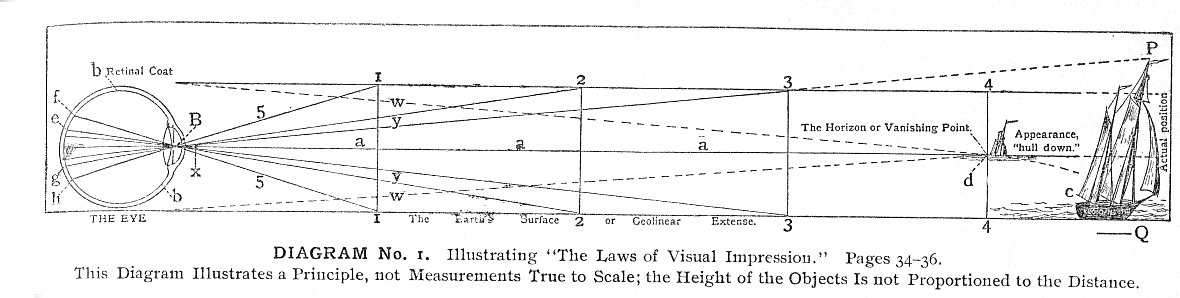 b Retinal Coat
f
e
g
h
B
x
b
5
5
1
2
3
4
P
w
y
a
a
a
v
w
The Horizon or Vanishing Point.
Appearance,
"hull down."
Actual position
d
c
THE EYE
1 The Earth's Surface 2 or Geolinear Extense. 3
4
Q
DIAGRAM No. 1. Illustrating "The Laws of Visual Impression." Pages 34-36.
This Diagram Illustrates a Principle, not Measurements True to Scale; the Height of the Objects Is not Proportioned to the Distance.